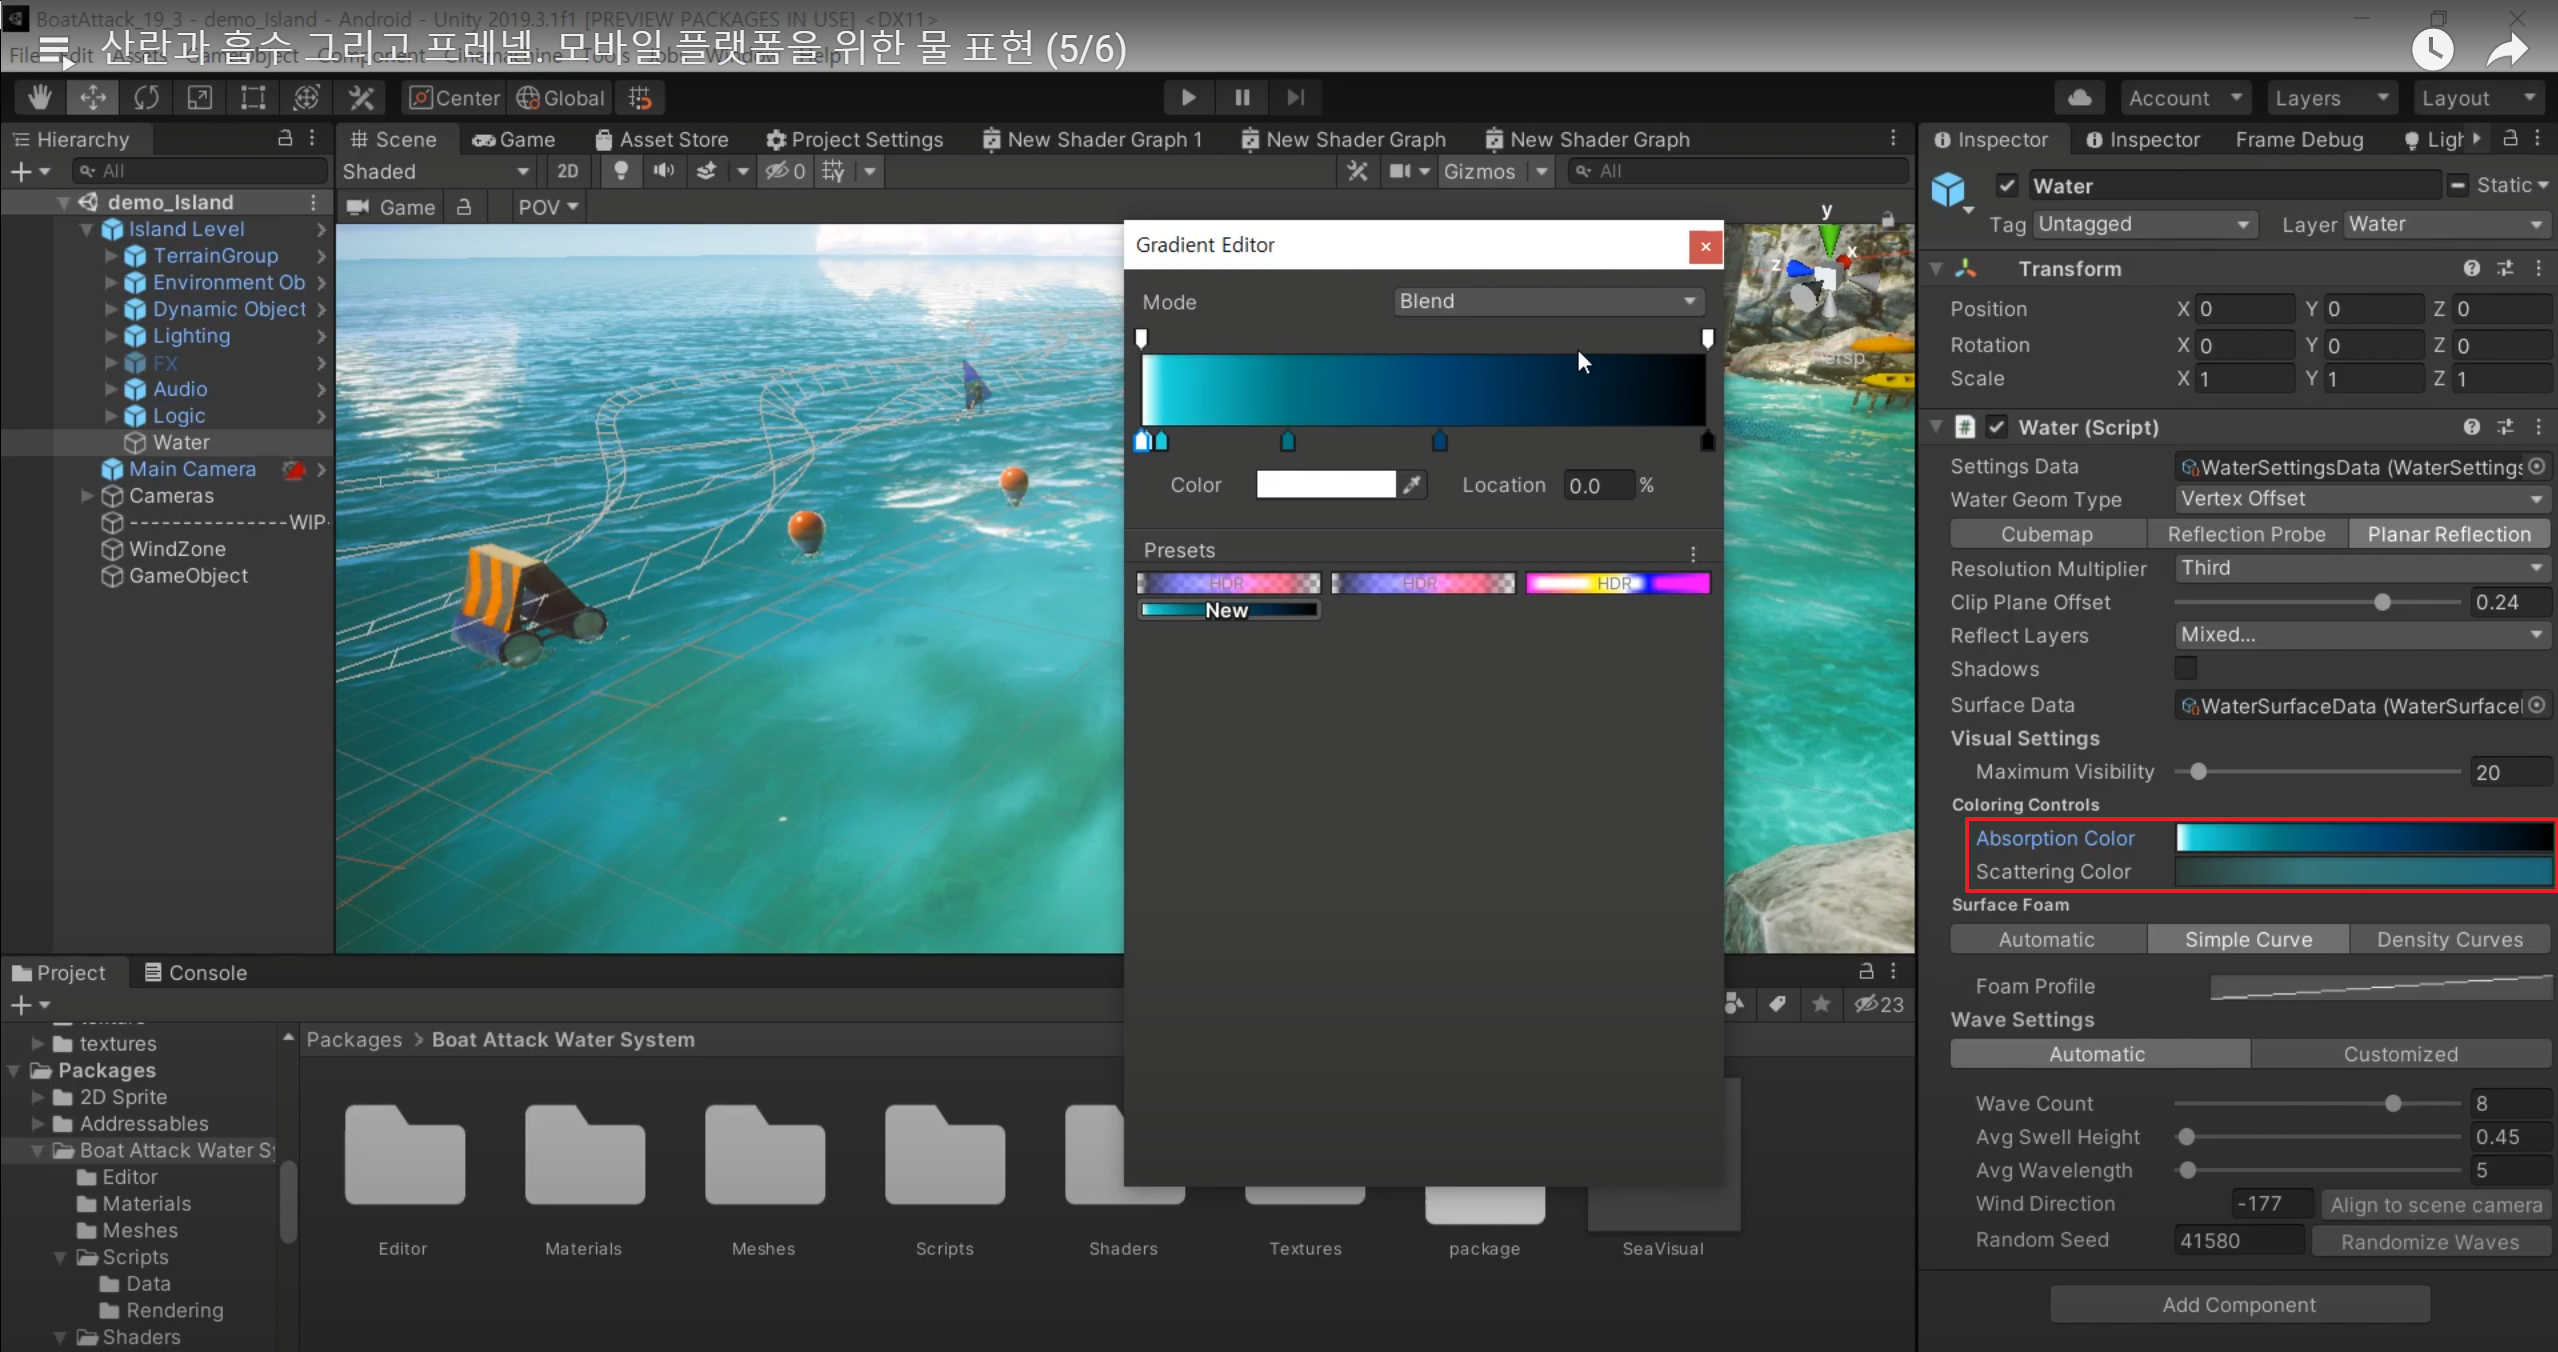 BoatAttack_19_3 - demo_Island - Android - Unity 2019.3.1f1 [PREVIEW PACKAGES IN USE] <DX11>
산란과 흡수 그리고 프레넬. 모바일 플랫폼을 위한 물 표현 (5/6)
File Edit Assets GameObject Component Cinemachine Tools Jobs Window Help
Center Global
Account Layers Layout
Hierarchy
Scene Game Asset Store Project Settings New Shader Graph 1 New Shader Graph New Shader Graph
Inspector Inspector Frame Debug Ligh
All
Shaded 2D 0 Gizmos All
Game POV
demo_Island
Island Level
TerrainGroup
Environment Ob
Dynamic Object
Lighting
FX
Audio
Logic
Water
Main Camera
Cameras
---------------WIP-
WindZone
GameObject
y
x
z
Persp
Gradient Editor
Mode Blend
Color Location 0.0 %
Presets
HDR HDR HDR
New
Water Static
Tag Untagged Layer Water
Transform
Position X 0 Y 0 Z 0
Rotation X 0 Y 0 Z 0
Scale X 1 Y 1 Z 1
# Water (Script)
Settings Data WaterSettingsData (WaterSettings
Water Geom Type Vertex Offset
Cubemap Reflection Probe Planar Reflection
Resolution Multiplier Third
Clip Plane Offset 0.24
Reflect Layers Mixed...
Shadows
Surface Data WaterSurfaceData (WaterSurface
Visual Settings
Maximum Visibility 20
Coloring Controls
Absorption Color
Scattering Color
Surface Foam
Automatic Simple Curve Density Curves
Foam Profile
Wave Settings
Automatic Customized
Wave Count 8
Avg Swell Height 0.45
Avg Wavelength 5
Wind Direction -177 Align to scene camera
Random Seed 41580 Randomize Waves
Add Component
Project Console
23
textures
Packages
2D Sprite
Addressables
Boat Attack Water Sy
Editor
Materials
Meshes
Scripts
Data
Rendering
Shaders
Packages > Boat Attack Water System
Editor Materials Meshes Scripts Shaders Textures package SeaVisual